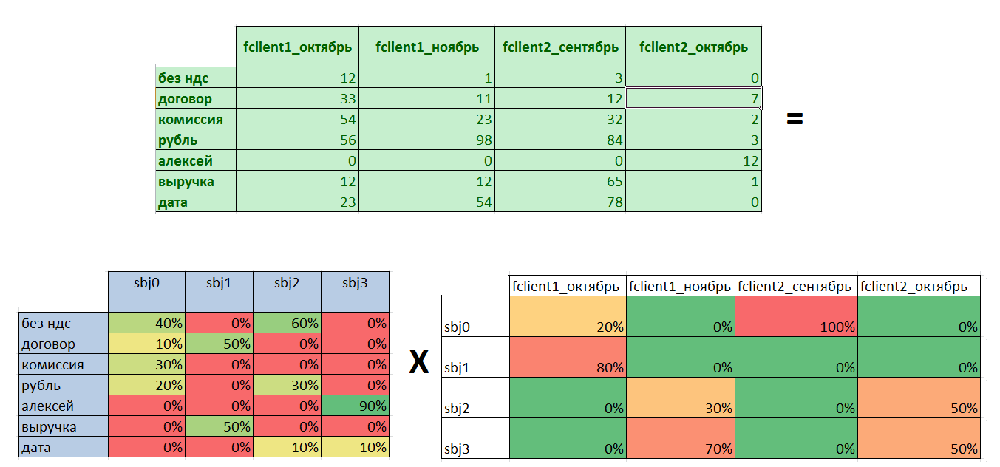 fclient1_октябрь fclient1_ноябрь fclient2_сентябрь fclient2_октябрь
без ндс 12 1 3 0
договор 33 11 12 7
комиссия 54 23 32 2
=
рубль 56 98 84 3
алексей 0 0 0 12
выручка 12 12 65 1
дата 23 54 78 0
sbj0 sbj1 sbj2 sbj3
без ндс 40% 0% 60% 0%
договор 10% 50% 0% 0%
комиссия 30% 0% 0% 0%
рубль 20% 0% 30% 0%
алексей 0% 0% 0% 90%
выручка 0% 50% 0% 0%
дата 0% 0% 10% 10%
X
fclient1_октябрь fclient1_ноябрь fclient2_сентябрь fclient2_октябрь
sbj0 20% 0% 100% 0%
sbj1 80% 0% 0% 0%
sbj2 0% 30% 0% 50%
sbj3 0% 70% 0% 50%